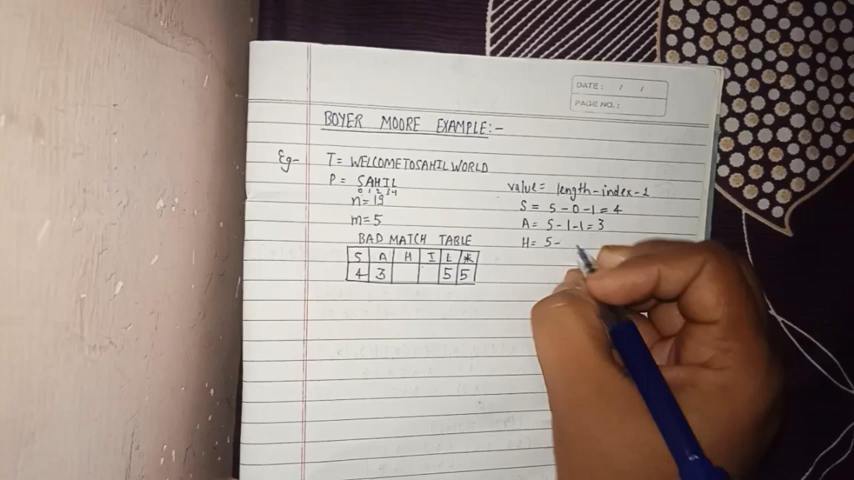 DATE: / /
PAGE NO.:
BOYER MOORE EXAMPLE:-
Eg- T= WELCOMETOSAHILWORLD
P= SAHIL
0 1 2 3 4
n=19
m=5
value= length-index-1
S= 5-0-1=4
A= 5-1-1=3
H= 5-
BAD MATCH TABLE
S A H I L *
4 3 5 5